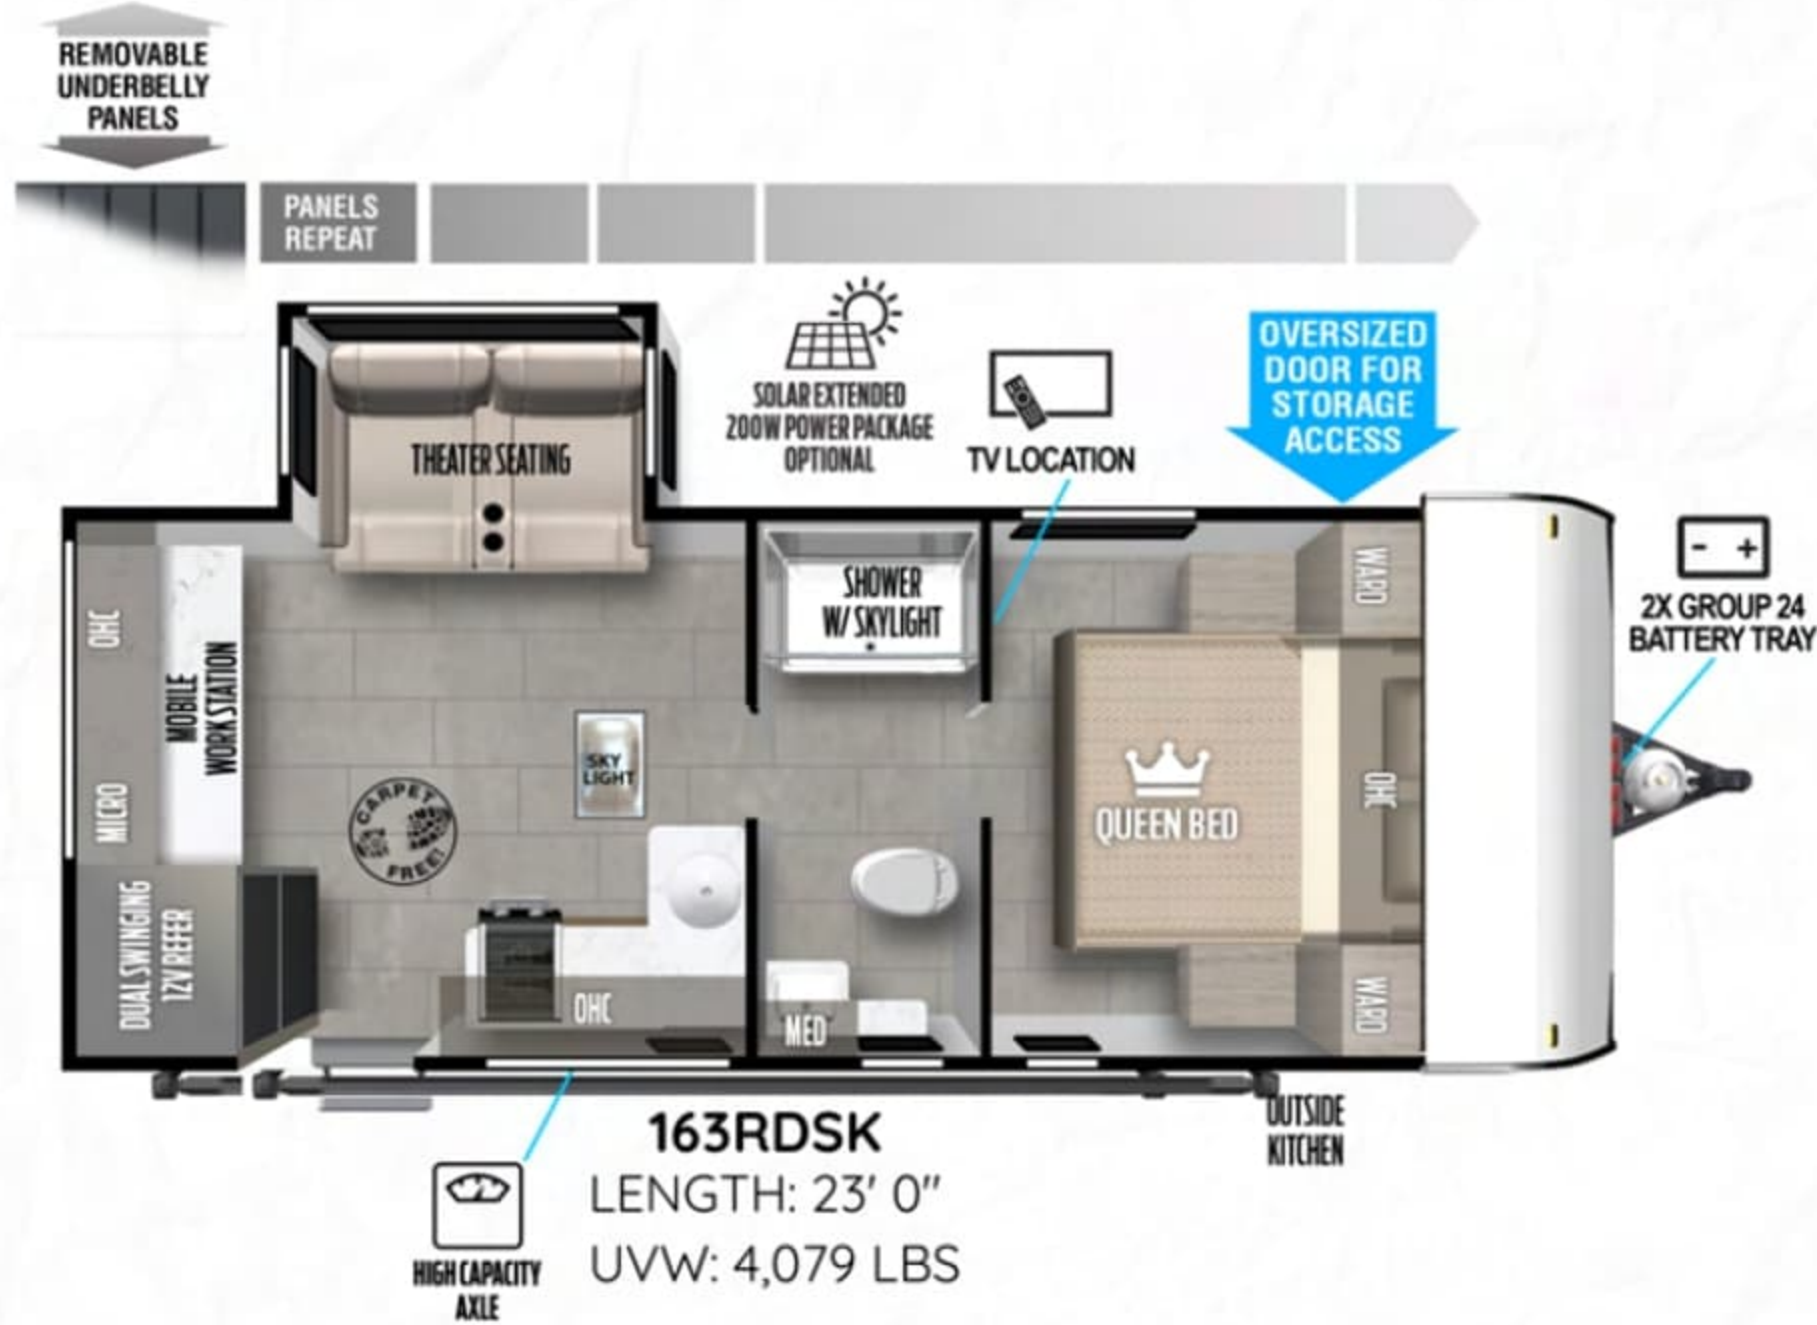 REMOVABLE
UNDERBELLY
PANELS
PANELS
REPEAT
SOLAR EXTENDED
200W POWER PACKAGE
OPTIONAL
TV LOCATION
OVERSIZED
DOOR FOR
STORAGE
ACCESS
THEATER SEATING
2X GROUP 24
BATTERY TRAY
OHC
MOBILE
WORK STATION
MICRO
DUAL SWINGING
12V REFER
SKY
LIGHT
CARPET
FREE!
OHC
SHOWER
W/ SKYLIGHT
MED
QUEEN BED
WARD
OHC
WARD
OUTSIDE
KITCHEN
HIGH CAPACITY
AXLE
163RDSK
LENGTH: 23' 0"
UVW: 4,079 LBS
- +